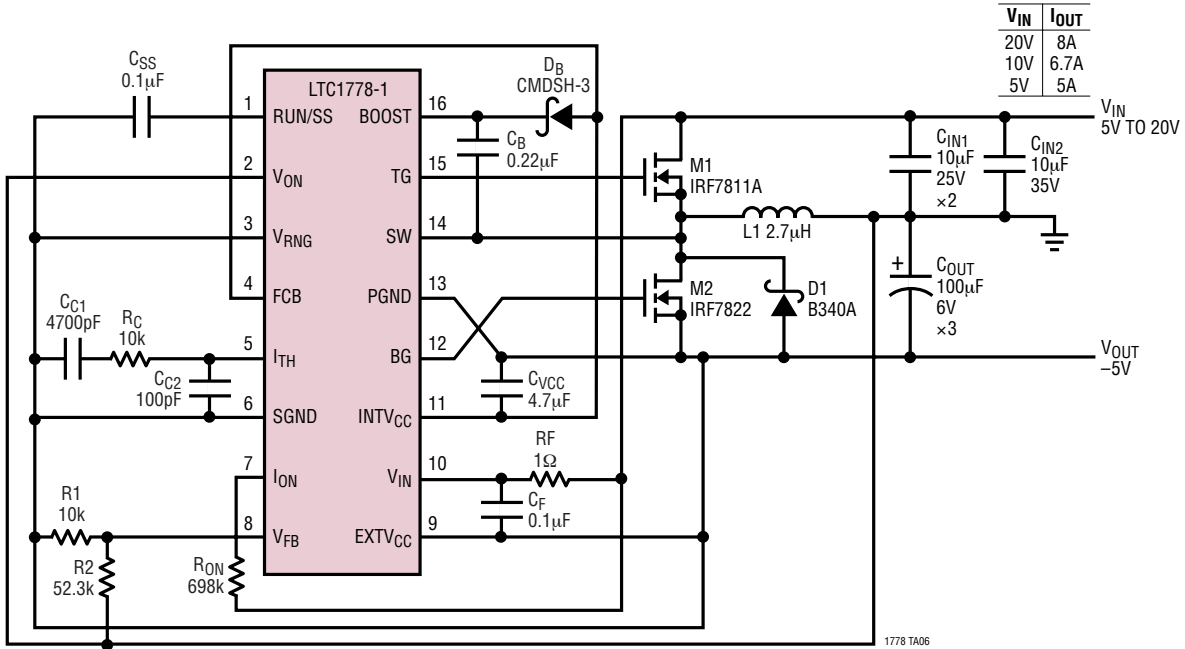 VIN IOUT
20V 8A
10V 6.7A
5V 5A
VIN
5V TO 20V
CSS
0.1µF
DB
CMDSH-3
LTC1778-1
1 RUN/SS BOOST 16
CB
0.22µF
CIN1
10µF
25V
×2
CIN2
10µF
35V
2 VON TG 15
M1
IRF7811A
3 VRNG SW 14
L1 2.7µH
4 FCB PGND 13
M2
IRF7822
D1
B340A
+
COUT
100µF
6V
×3
CC1
4700pF
RC
10k
5 ITH BG 12
VOUT
–5V
CC2
100pF
CVCC
4.7µF
6 SGND INTVCC 11
RF
1Ω
7 ION VIN 10
CF
0.1µF
R1
10k
8 VFB EXTVCC 9
R2
52.3k
RON
698k
1778 TA06